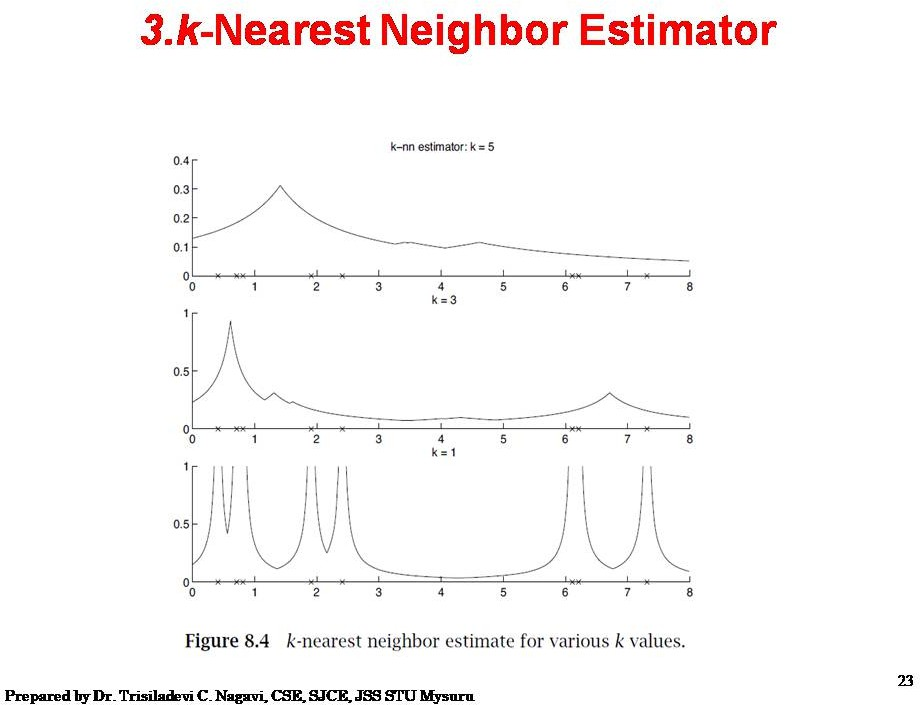 3.k-Nearest Neighbor Estimator
k–nn estimator: k = 5
0.4
0.3
0.2
0.1
0
0 1 2 3 4 5 6 7 8
k = 3
1
0.5
0
0 1 2 3 4 5 6 7 8
k = 1
1
0.5
0
0 1 2 3 4 5 6 7 8
Figure 8.4 k-nearest neighbor estimate for various k values.
23
Prepared by Dr. Trisiladevi C. Nagavi, CSE, SJCE, JSS STU Mysuru